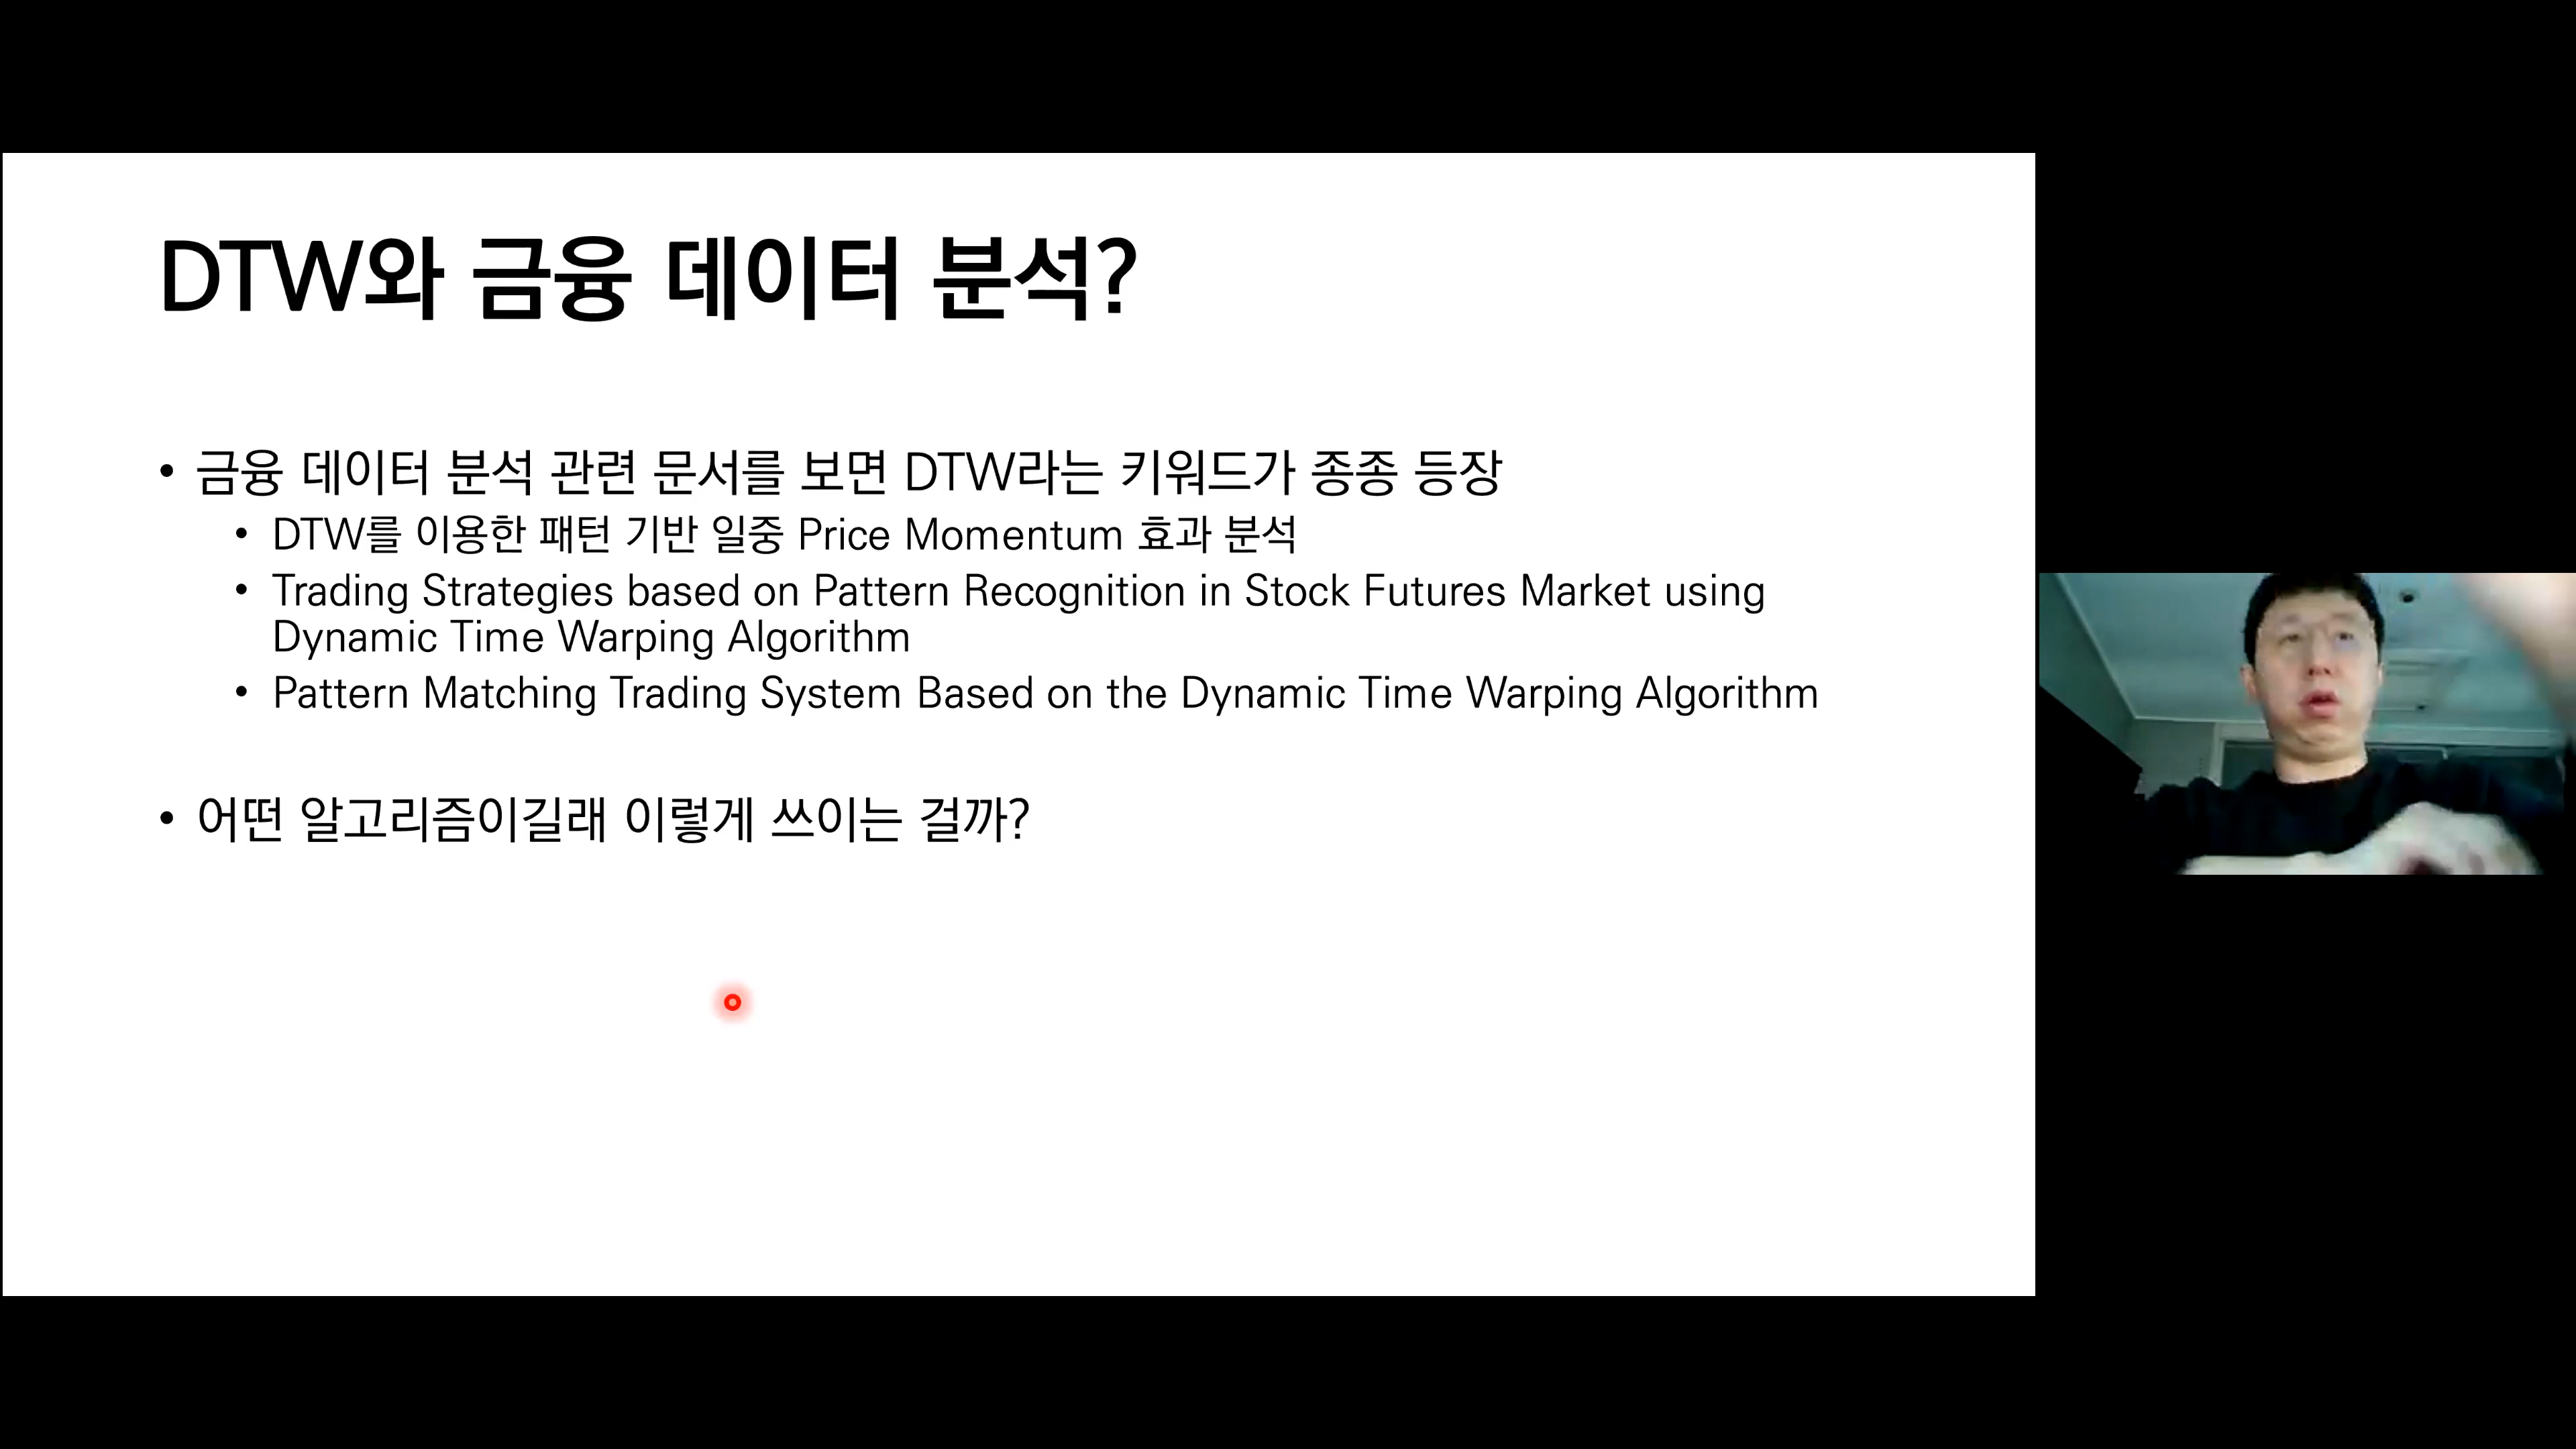 DTW와 금융 데이터 분석?
• 금융 데이터 분석 관련 문서를 보면 DTW라는 키워드가 종종 등장
• DTW를 이용한 패턴 기반 일중 Price Momentum 효과 분석
• Trading Strategies based on Pattern Recognition in Stock Futures Market using
Dynamic Time Warping Algorithm
• Pattern Matching Trading System Based on the Dynamic Time Warping Algorithm
• 어떤 알고리즘이길래 이렇게 쓰이는 걸까?